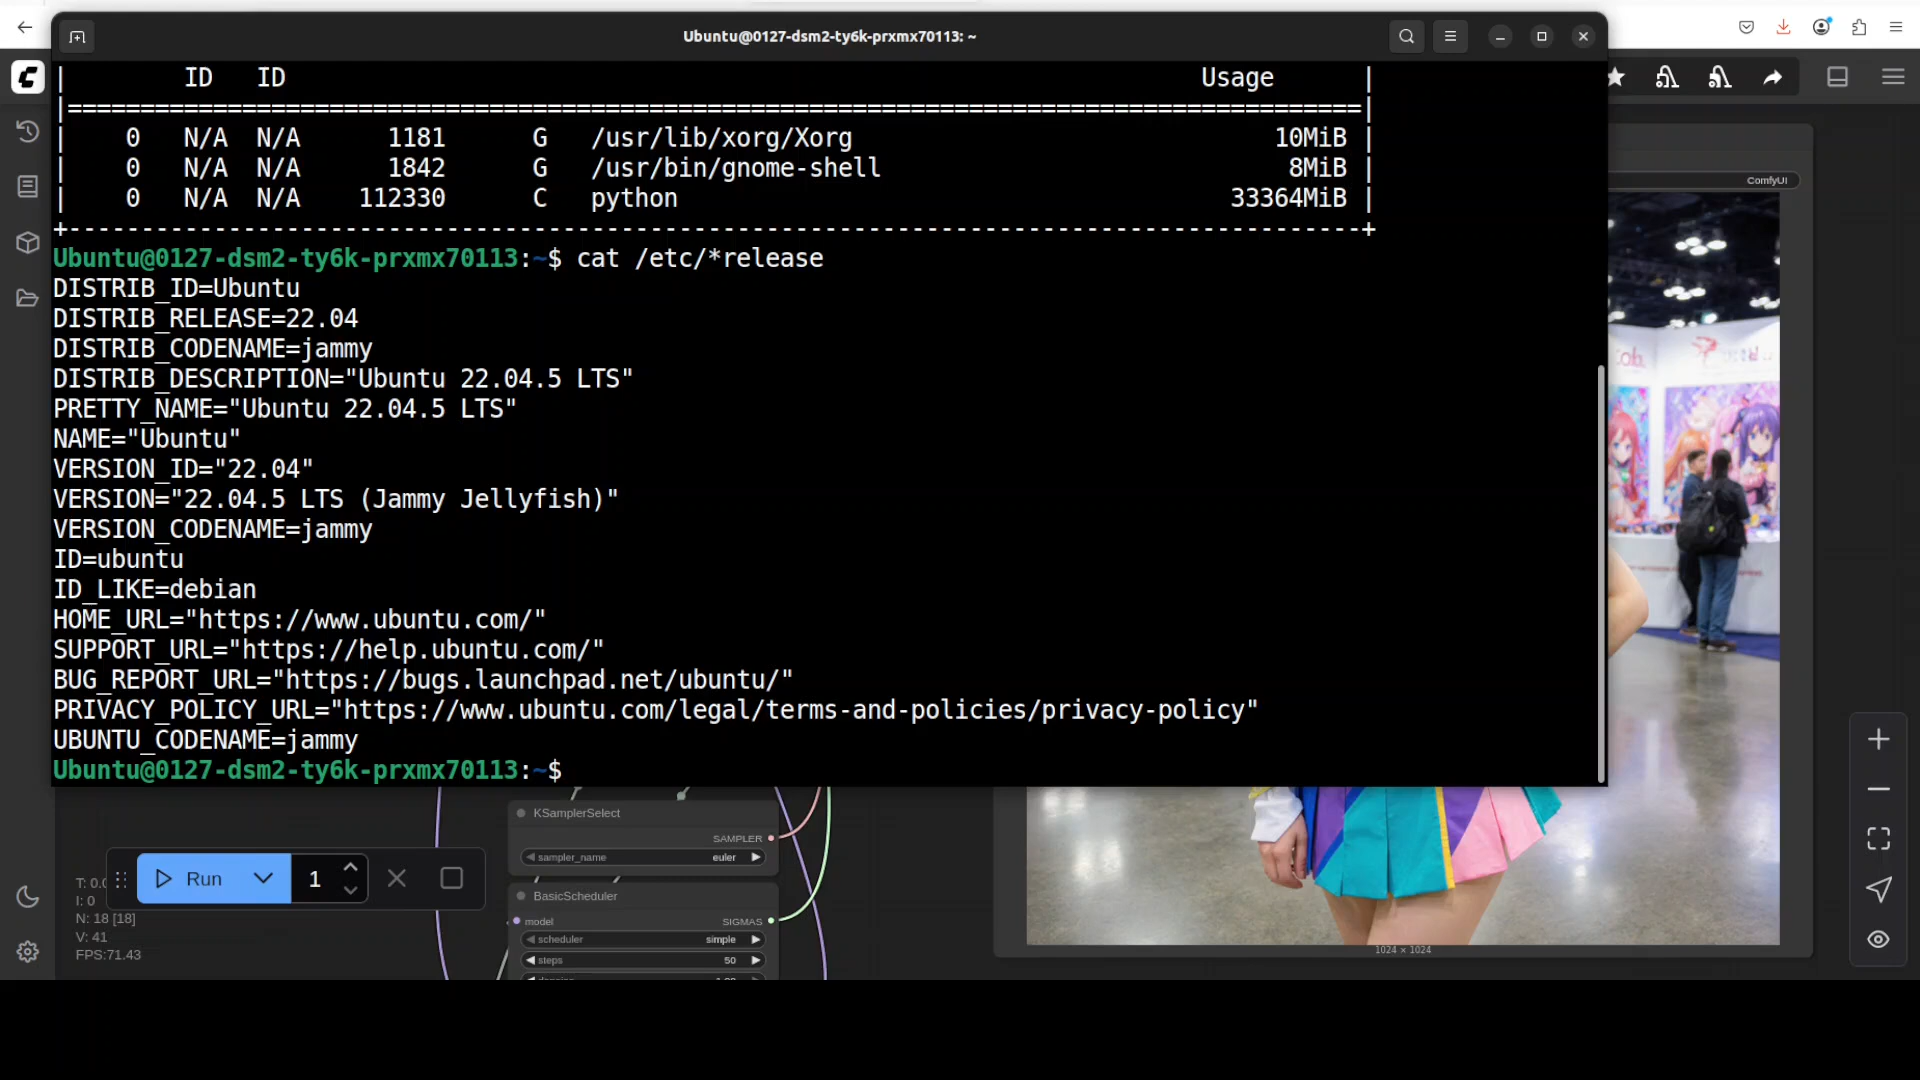 Ubuntu@0127-dsm2-ty6k-prxmx70113: ~
| ID ID Usage |
|=========================================================================================|
| 0 N/A N/A 1181 G /usr/lib/xorg/Xorg 10MiB |
| 0 N/A N/A 1842 G /usr/bin/gnome-shell 8MiB |
| 0 N/A N/A 112330 C python 33364MiB |
+-----------------------------------------------------------------------------------------+
Ubuntu@0127-dsm2-ty6k-prxmx70113:~$ cat /etc/*release
DISTRIB_ID=Ubuntu
DISTRIB_RELEASE=22.04
DISTRIB_CODENAME=jammy
DISTRIB_DESCRIPTION="Ubuntu 22.04.5 LTS"
PRETTY_NAME="Ubuntu 22.04.5 LTS"
NAME="Ubuntu"
VERSION_ID="22.04"
VERSION="22.04.5 LTS (Jammy Jellyfish)"
VERSION_CODENAME=jammy
ID=ubuntu
ID_LIKE=debian
HOME_URL="https://www.ubuntu.com/"
SUPPORT_URL="https://help.ubuntu.com/"
BUG_REPORT_URL="https://bugs.launchpad.net/ubuntu/"
PRIVACY_POLICY_URL="https://www.ubuntu.com/legal/terms-and-policies/privacy-policy"
UBUNTU_CODENAME=jammy
Ubuntu@0127-dsm2-ty6k-prxmx70113:~$
ComfyUI
KSamplerSelect
SAMPLER
sampler_name euler
BasicScheduler
model SIGMAS
scheduler simple
steps 50
Run 1
T: 0.0
I: 0
N: 18 [18]
V: 41
FPS:71.43
1024 × 1024